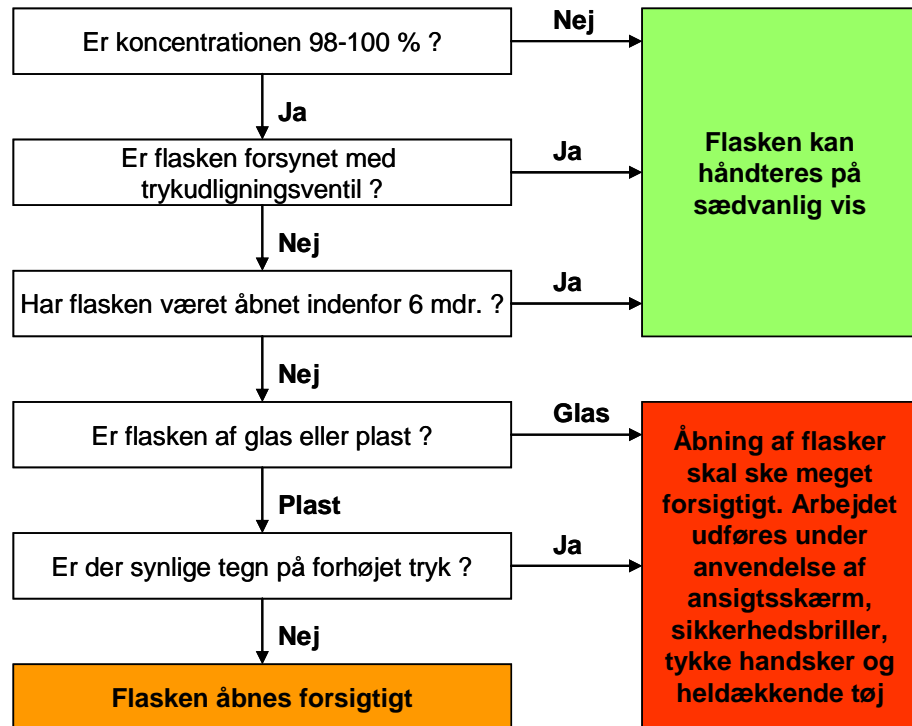 Er koncentrationen 98-100 % ?
Nej
Ja
Er flasken forsynet med
trykudligningsventil ?
Ja
Nej
Har flasken været åbnet indenfor 6 mdr. ?
Ja
Nej
Flasken kan
håndteres på
sædvanlig vis
Er flasken af glas eller plast ?
Glas
Plast
Er der synlige tegn på forhøjet tryk ?
Ja
Nej
Flasken åbnes forsigtigt
Åbning af flasker
skal ske meget
forsigtigt. Arbejdet
udføres under
anvendelse af
ansigtsskærm,
sikkerhedsbriller,
tykke handsker og
heldækkende tøj